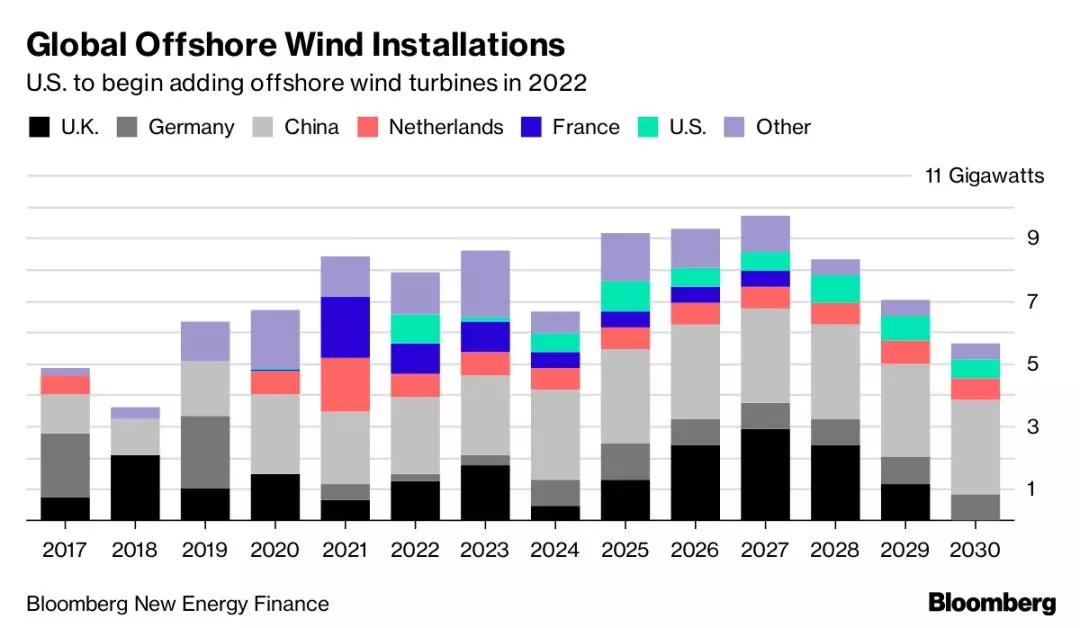 Global Offshore Wind Installations
U.S. to begin adding offshore wind turbines in 2022
U.K. Germany China Netherlands France U.S. Other
11 Gigawatts
9
7
5
3
1
2017 2018 2019 2020 2021 2022 2023 2024 2025 2026 2027 2028 2029 2030
Bloomberg New Energy Finance
Bloomberg